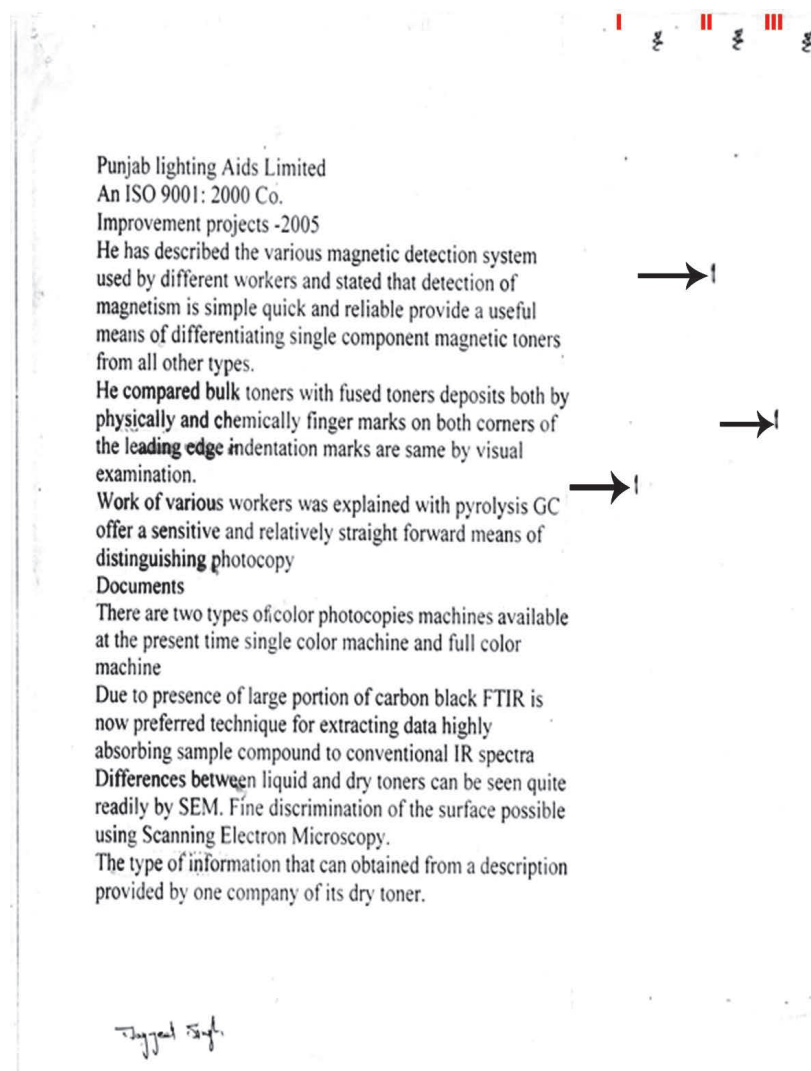 I II III
Punjab lighting Aids Limited
An ISO 9001: 2000 Co.
Improvement projects -2005
He has described the various magnetic detection system
used by different workers and stated that detection of
magnetism is simple quick and reliable provide a useful
means of differentiating single component magnetic toners
from all other types.
He compared bulk toners with fused toners deposits both by
physically and chemically finger marks on both corners of
the leading edge indentation marks are same by visual
examination.
Work of various workers was explained with pyrolysis GC
offer a sensitive and relatively straight forward means of
distinguishing photocopy
Documents
There are two types of color photocopies machines available
at the present time single color machine and full color
machine
Due to presence of large portion of carbon black FTIR is
now preferred technique for extracting data highly
absorbing sample compound to conventional IR spectra
Differences between liquid and dry toners can be seen quite
readily by SEM. Fine discrimination of the surface possible
using Scanning Electron Microscopy.
The type of information that can obtained from a description
provided by one company of its dry toner.
Singh